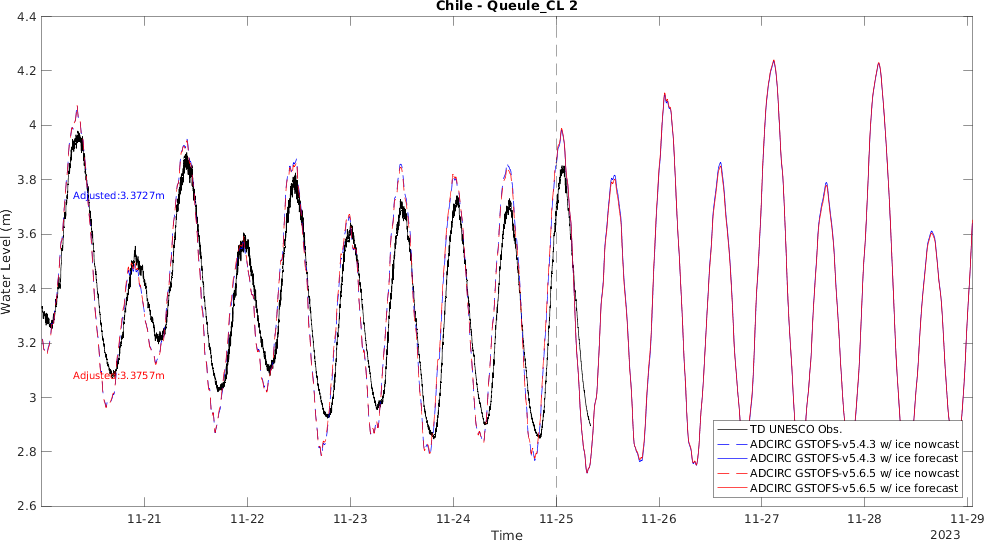 Chile - Queule_CL 2
4.4
4.2
4
3.8
3.6
3.4
3.2
3
2.8
2.6
Water Level (m)
Adjusted:3.3727m
Adjusted:3.3757m
TD UNESCO Obs.
ADCIRC GSTOFS-v5.4.3 w/ ice nowcast
ADCIRC GSTOFS-v5.4.3 w/ ice forecast
ADCIRC GSTOFS-v5.6.5 w/ ice nowcast
ADCIRC GSTOFS-v5.6.5 w/ ice forecast
11-21 11-22 11-23 11-24 11-25 11-26 11-27 11-28 11-29
Time
2023